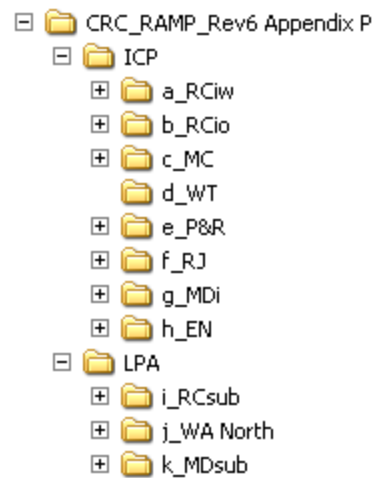 CRC_RAMP_Rev6 Appendix P
ICP
a_RCiw
b_RCio
c_MC
d_WT
e_P&R
f_RJ
g_MDi
h_EN
LPA
i_RCsub
j_WA North
k_MDsub